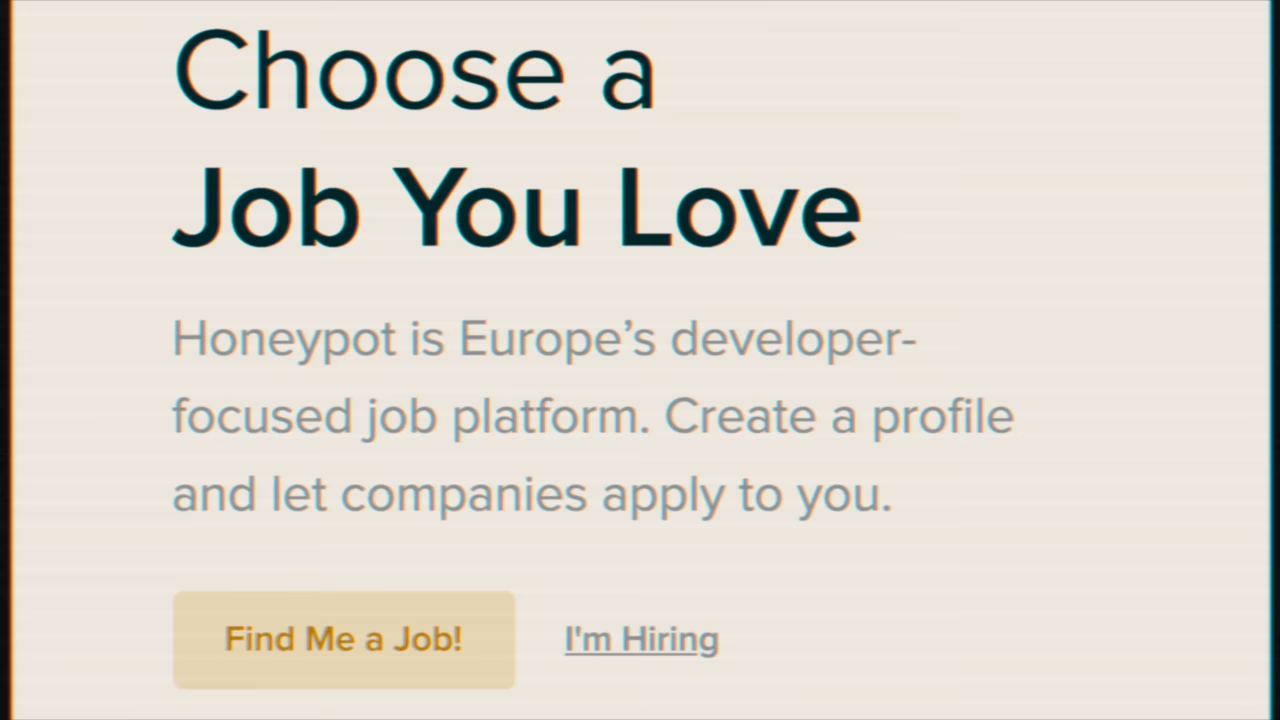 Choose a
Job You Love
Honeypot is Europe’s developer-
focused job platform. Create a profile
and let companies apply to you.
Find Me a Job!
I'm Hiring